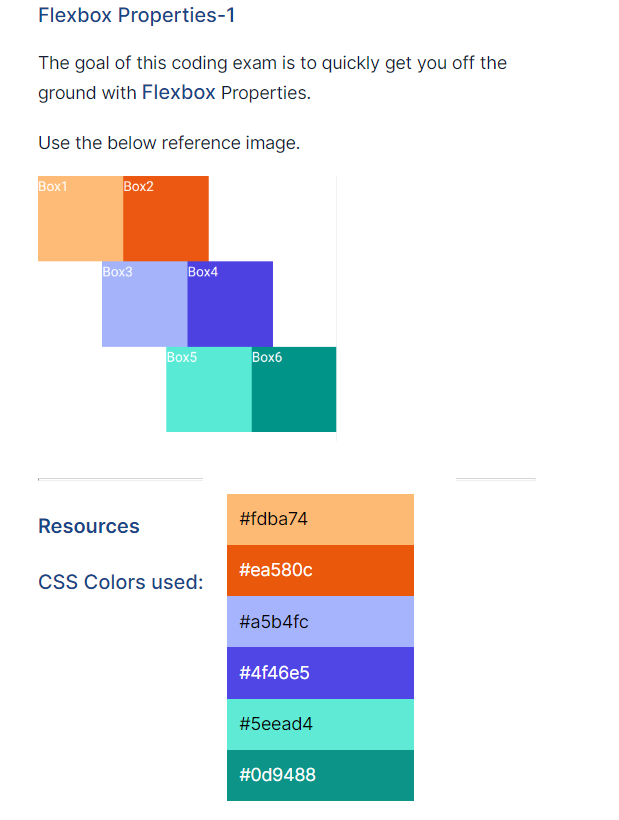 Flexbox Properties-1
The goal of this coding exam is to quickly get you off the
ground with Flexbox Properties.
Use the below reference image.
Box1 Box2
Box3 Box4
Box5 Box6
Resources
CSS Colors used:
#fdba74
#ea580c
#a5b4fc
#4f46e5
#5eead4
#0d9488